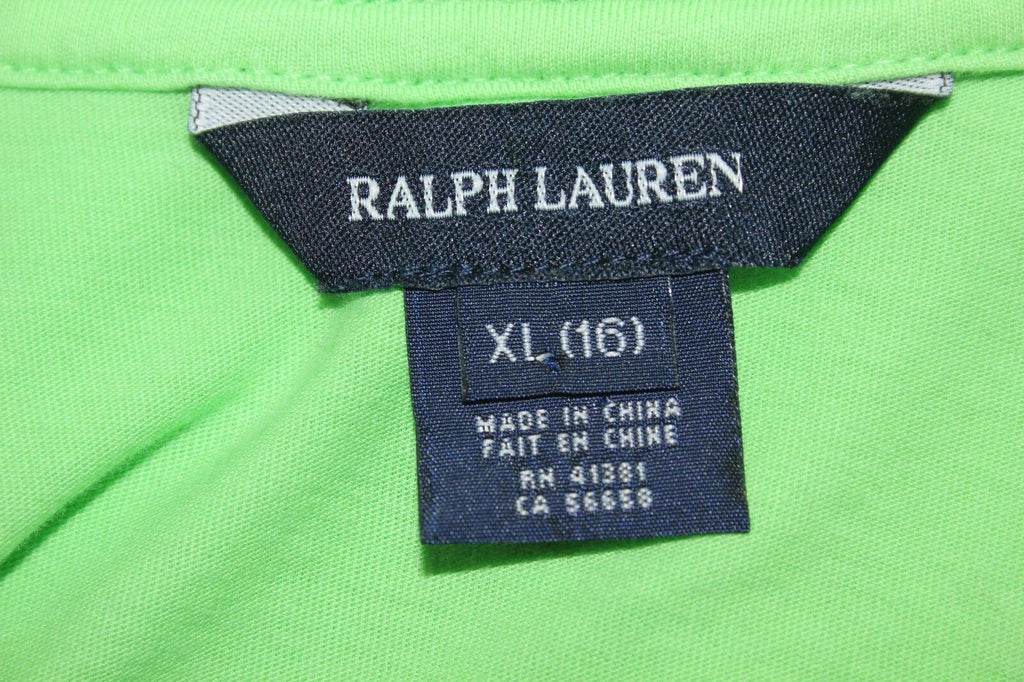 RALPH LAUREN
XL (16)
MADE IN CHINA
FAIT EN CHINE
RN 41381
CA 56658